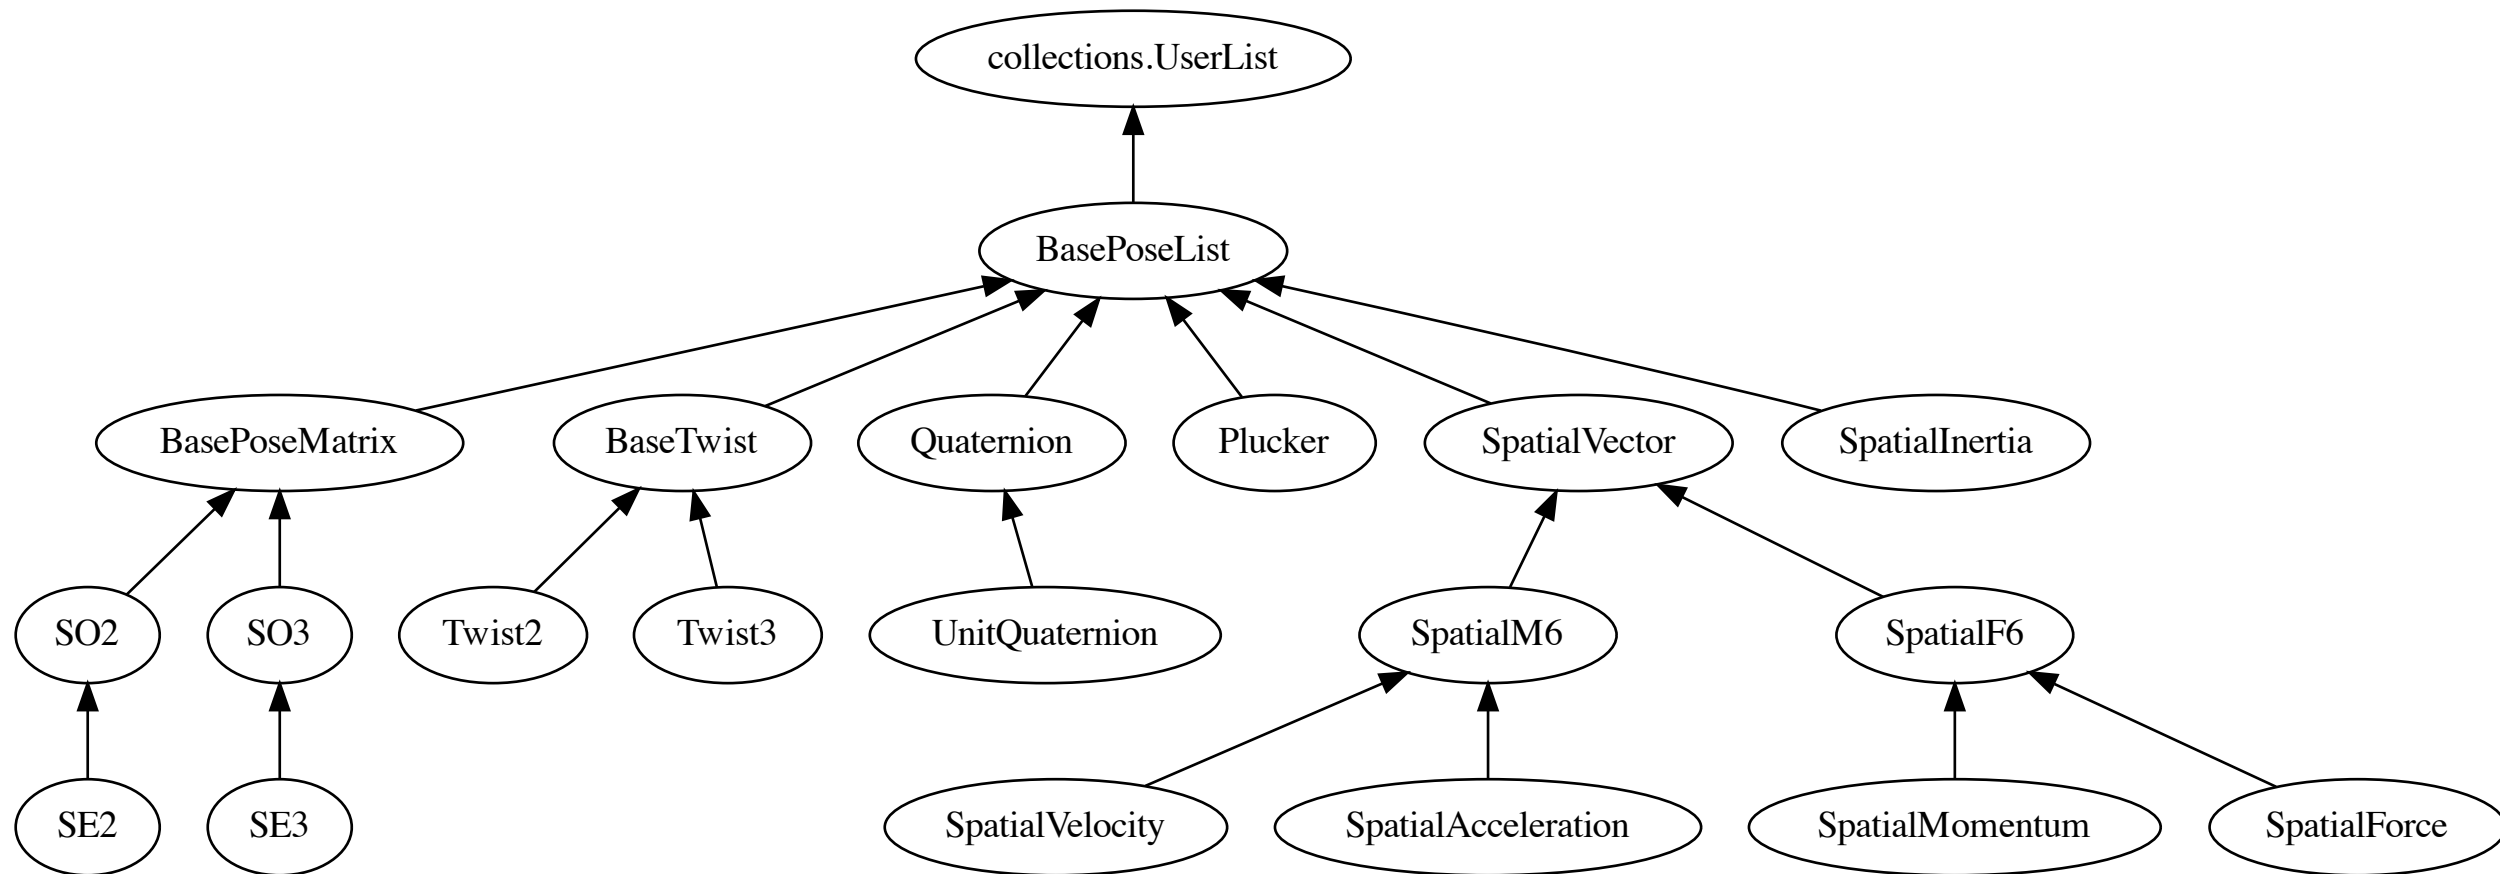 collections.UserList
BasePoseList
BasePoseMatrix
BaseTwist
Quaternion
Plucker
SpatialVector
SpatialInertia
SO2
SO3
Twist2
Twist3
UnitQuaternion
SpatialM6
SpatialF6
SE2
SE3
SpatialVelocity
SpatialAcceleration
SpatialMomentum
SpatialForce